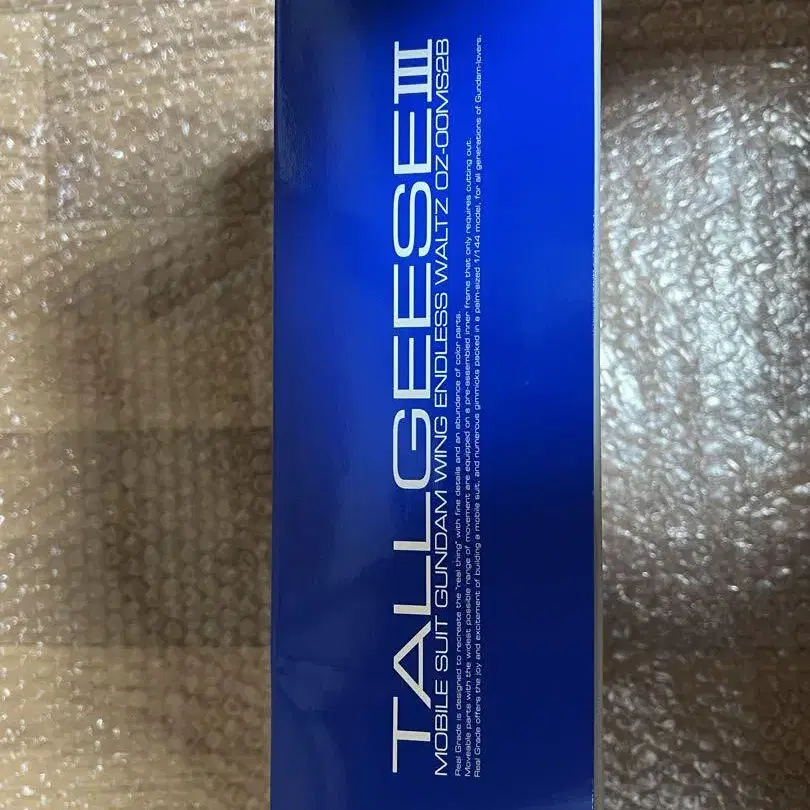 TALLGEESE III
MOBILE SUIT GUNDAM WING ENDLESS WALTZ OZ-00MS2B
Real Grade is designed to recreate the "real thing" with fine details and an abundance of color parts.
Moveable parts with the widest possible range of movement are equipped on a pre-assembled inner frame that only requires cutting out.
Real Grade offers the joy and excitement of building a mobile suit, and numerous gimmicks packed in a palm-sized 1/144 model, for all generations of Gundam-lovers.